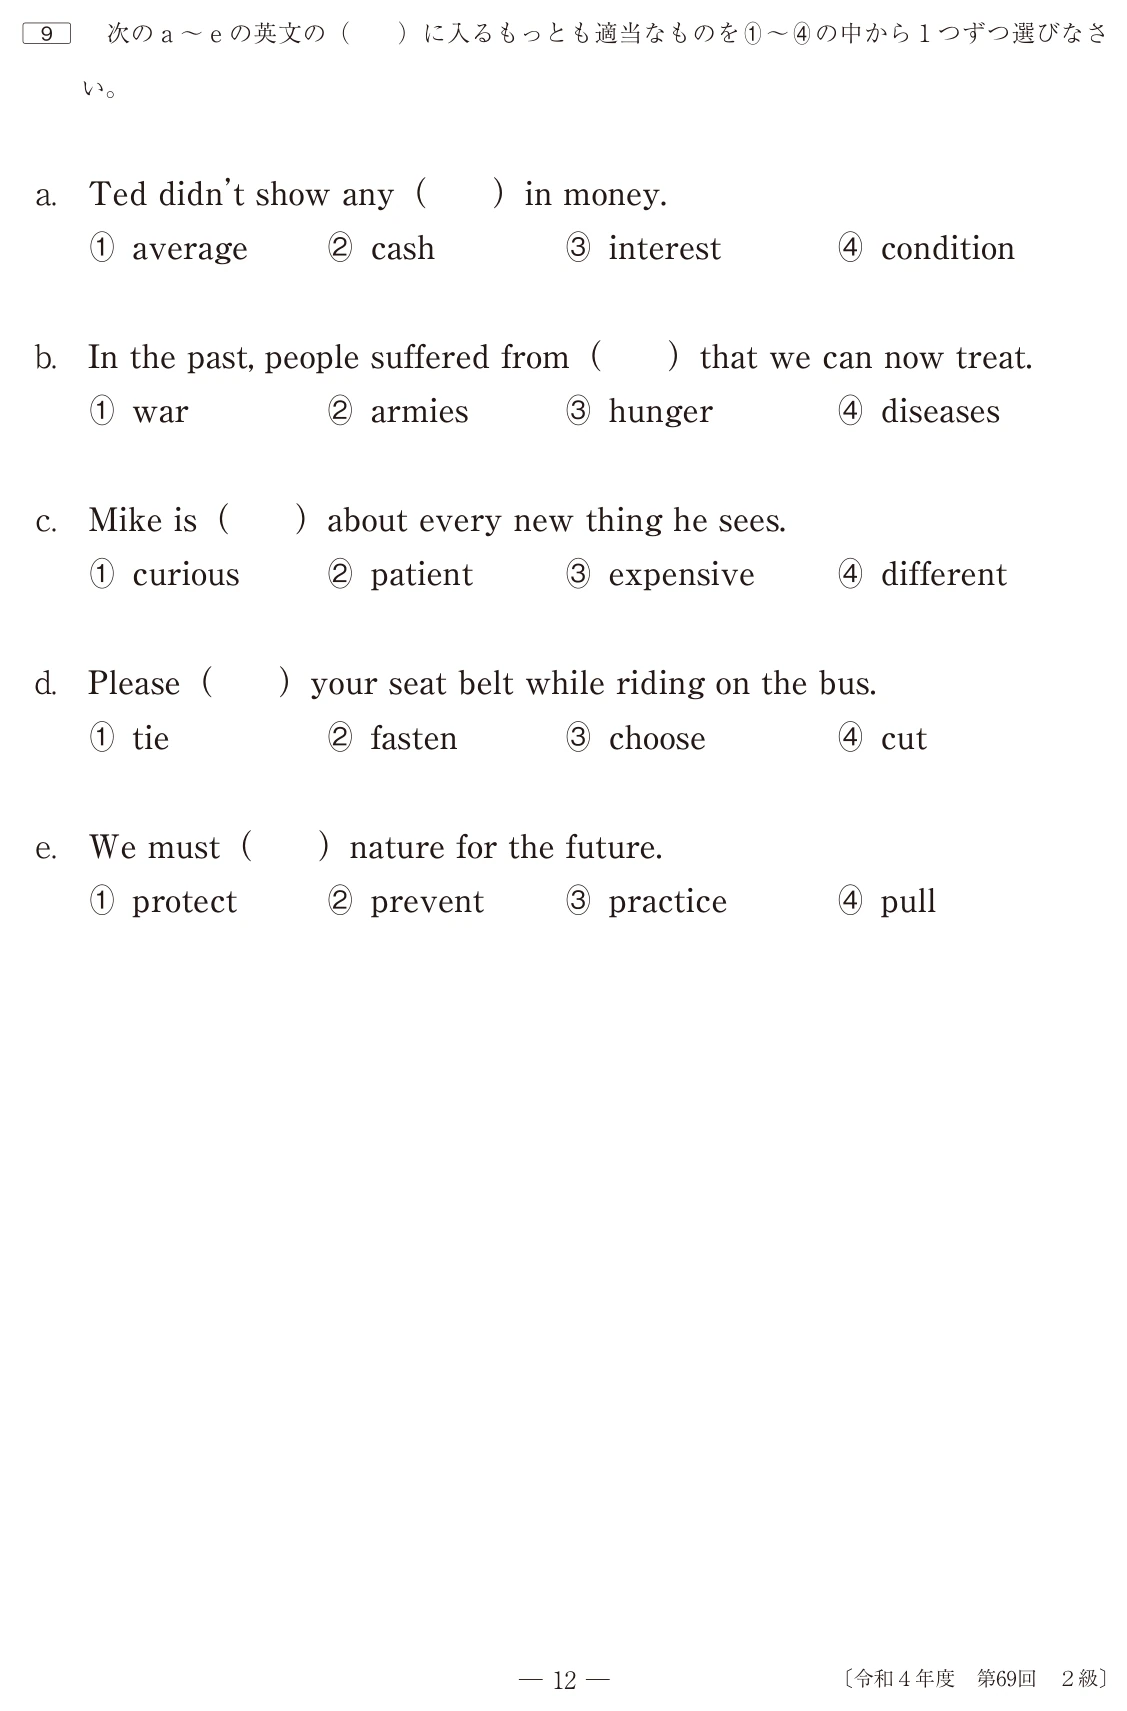 9 次のａ～ｅの英文の（　　）に入るもっとも適当なものを①～④の中から１つずつ選びなさ
い。
a. Ted didn't show any (　　) in money.
① average ② cash ③ interest ④ condition
b. In the past, people suffered from (　　) that we can now treat.
① war ② armies ③ hunger ④ diseases
c. Mike is (　　) about every new thing he sees.
① curious ② patient ③ expensive ④ different
d. Please (　　) your seat belt while riding on the bus.
① tie ② fasten ③ choose ④ cut
e. We must (　　) nature for the future.
① protect ② prevent ③ practice ④ pull
― 12 ― 〔令和４年度　第69回　２級〕